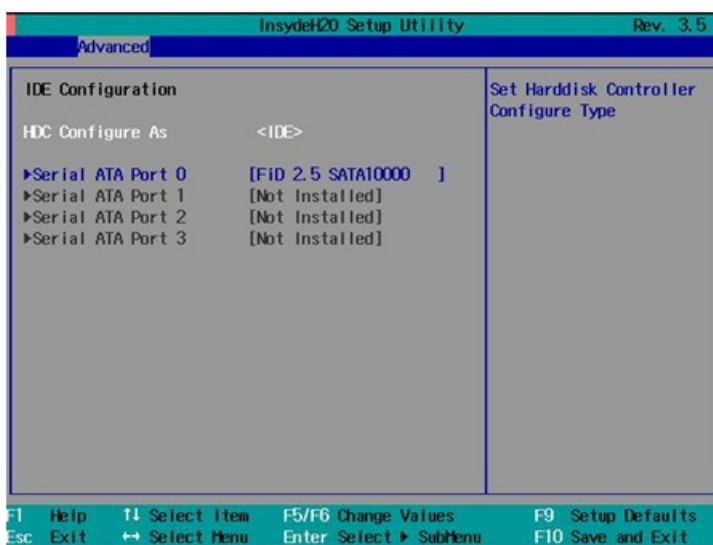 InsydeH2O Setup Utility Rev. 3.5
Advanced
IDE Configuration
HDC Configure As <IDE>
▶Serial ATA Port 0 [FiD 2.5 SATA10000 ]
▶Serial ATA Port 1 [Not Installed]
▶Serial ATA Port 2 [Not Installed]
▶Serial ATA Port 3 [Not Installed]
Set Harddisk Controller
Configure Type
F1 Help ↑↓ Select Item F5/F6 Change Values F9 Setup Defaults
Esc Exit ↔ Select Menu Enter Select ▶ SubMenu F10 Save and Exit